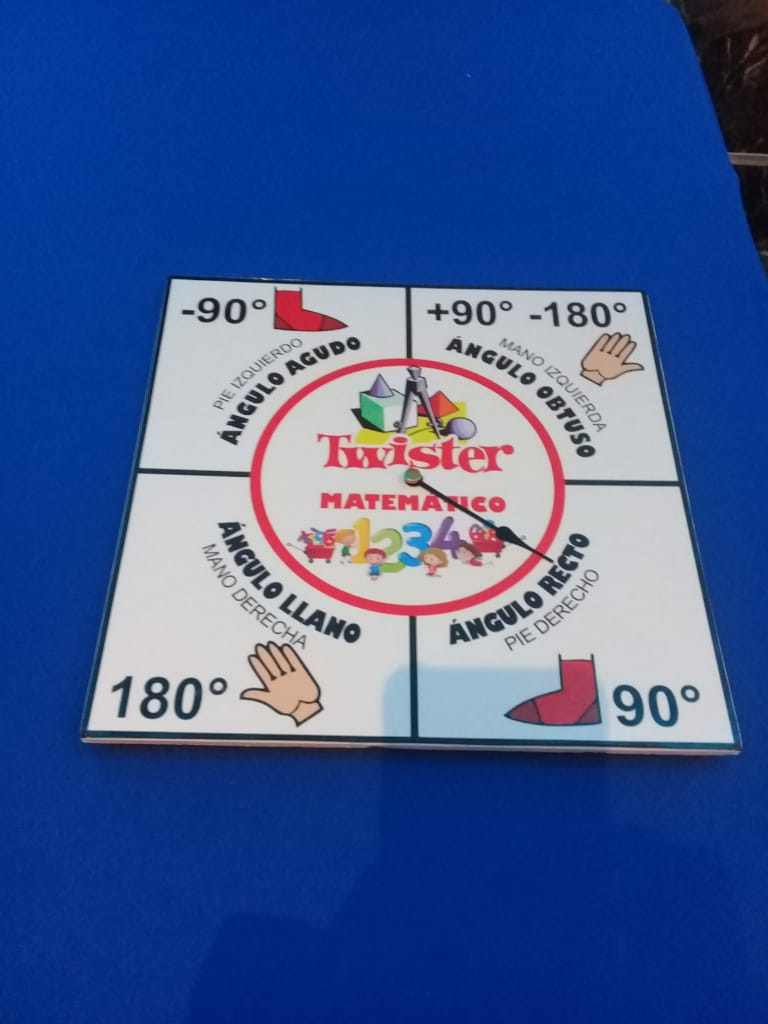 -90°
PIE IZQUIERDO
ÁNGULO AGUDO
+90° -180°
MANO IZQUIERDA
ÁNGULO OBTUSO
Twister
MATEMÁTICO
1234
ÁNGULO LLANO
MANO DERECHA
180°
ÁNGULO RECTO
PIE DERECHO
90°